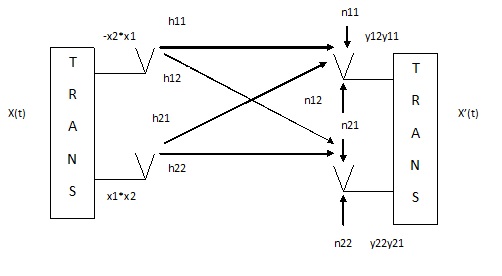 h11
n11
-x2*x1
y12y11
h12
T
R
A
N
S
T
R
A
N
S
X(t)
X'(t)
h21
n12
n21
h22
x1*x2
n22
y22y21